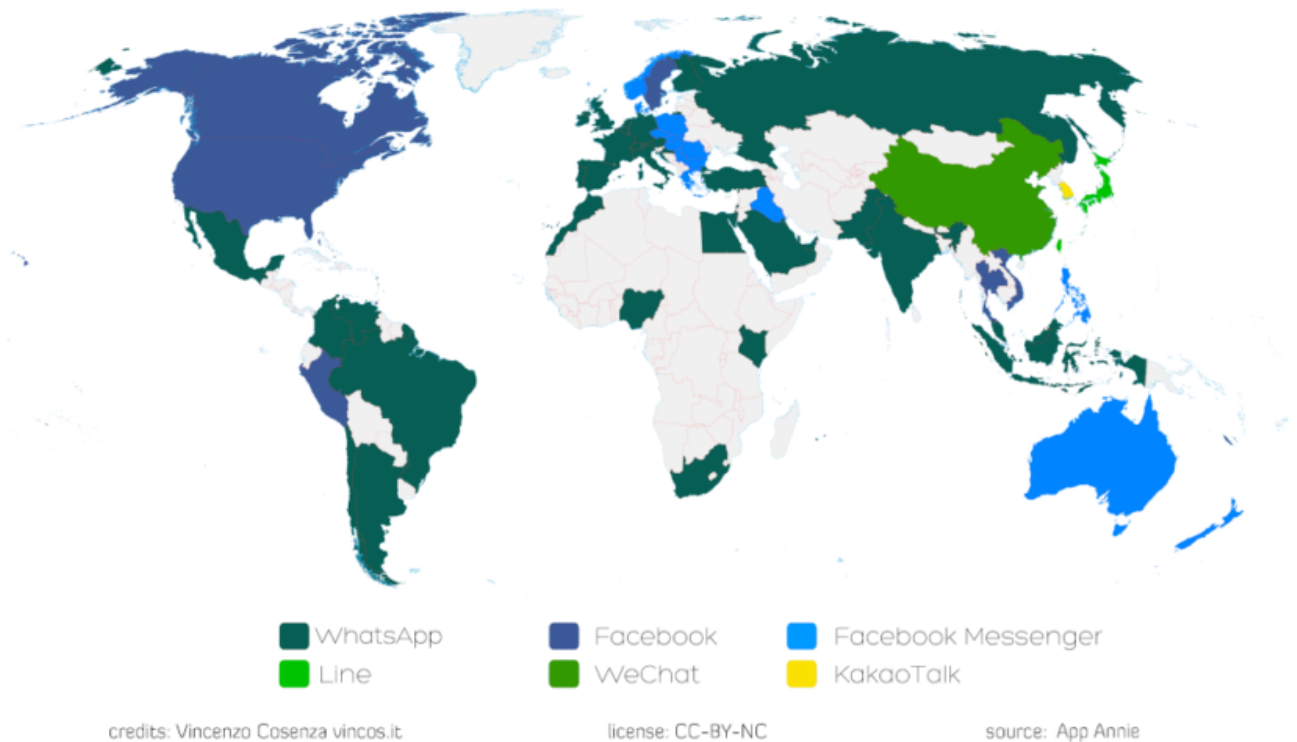 WhatsApp Facebook Facebook Messenger
Line WeChat KakaoTalk
credits: Vincenzo Cosenza vincos.it license: CC-BY-NC source: App Annie